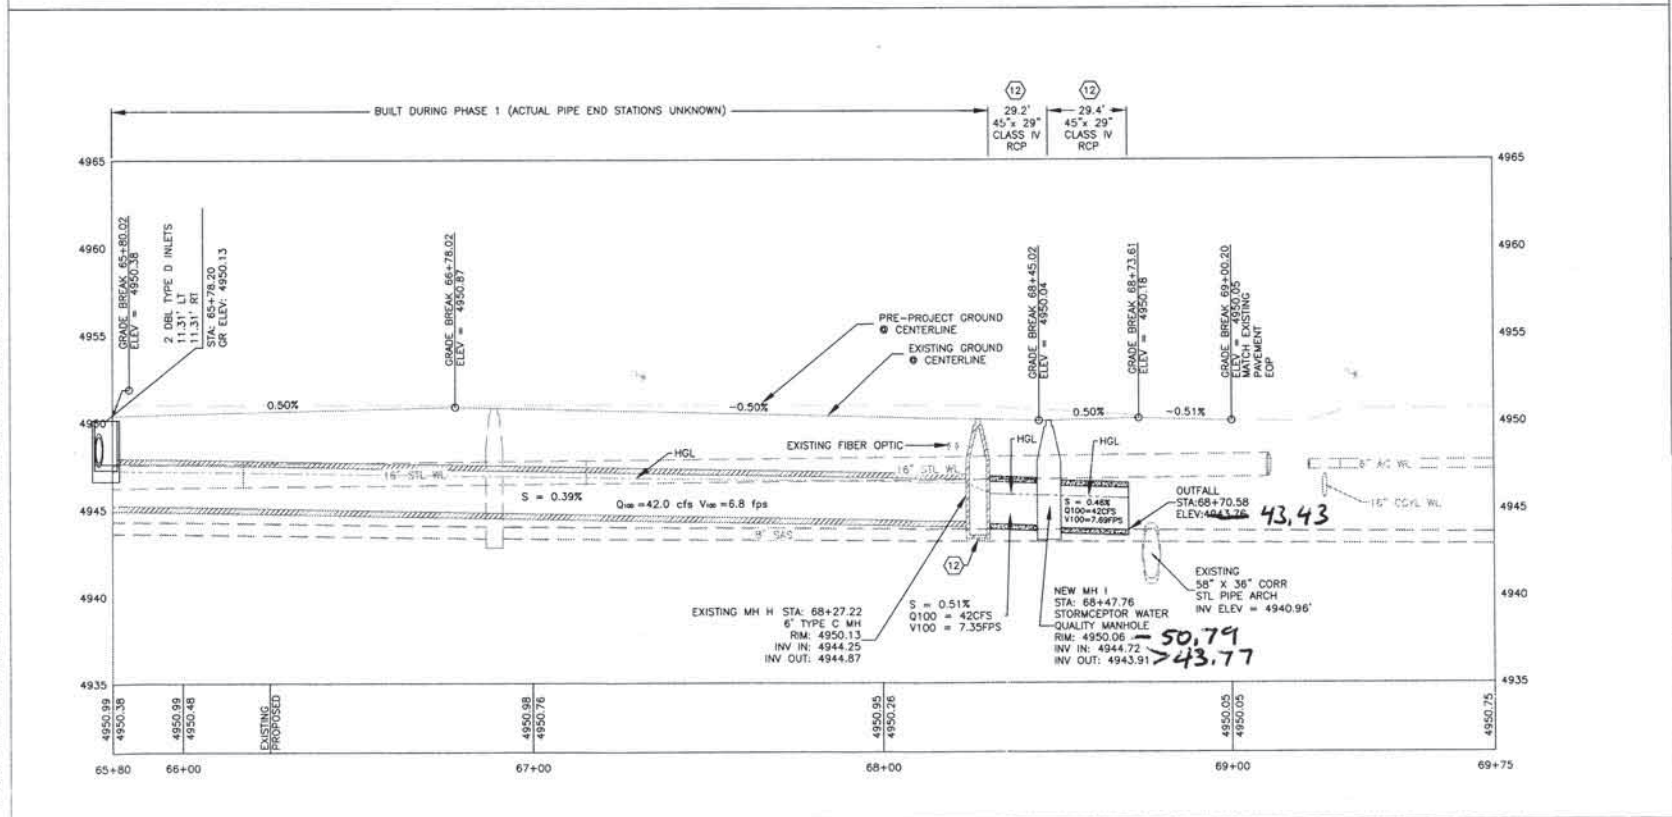 12
12
29.2'
45"x 29"
CLASS IV
RCP
29.4'
45"x 29"
CLASS IV
RCP
BUILT DURING PHASE 1 (ACTUAL PIPE END STATIONS UNKNOWN)
4965
4960
4955
4950
4945
4940
4935
4965
4960
4955
4950
4945
4940
4935
GRADE BREAK 65+80.02
ELEV = 4950.38
2 DBL TYPE D INLETS
11.31' LT
11.31' RT
STA: 65+78.20
GR ELEV: 4950.13
GRADE BREAK 66+78.02
ELEV = 4950.87
PRE-PROJECT GROUND
@ CENTERLINE
EXISTING GROUND
@ CENTERLINE
GRADE BREAK 68+45.02
ELEV = 4950.04
GRADE BREAK 68+73.61
ELEV = 4950.18
GRADE BREAK 69+00.20
ELEV = 4950.05
MATCH EXISTING
PAVEMENT
EOP
0.50%
-0.50%
0.50%
-0.51%
EXISTING FIBER OPTIC
HGL
HGL
HGL
16" STL WL
16" STL WL
8" AC WL
S = 0.39%
Q100 =42.0 cfs V100 =6.8 fps
8" SAS
S = 0.46%
Q100=42CFS
V100=7.69FPS
OUTFALL
STA:68+70.58
ELEV:4943.76 43.43
12
EXISTING
58" X 36" CORR
STL PIPE ARCH
INV ELEV = 4940.96'
EXISTING MH H STA: 68+27.22
6' TYPE C MH
RIM: 4950.13
INV IN: 4944.25
INV OUT: 4944.87
S = 0.51%
Q100 = 42CFS
V100 = 7.35FPS
NEW MH I
STA: 68+47.76
STORMCEPTOR WATER
QUALITY MANHOLE
RIM: 4950.06 - 50.79
INV IN: 4944.72
INV OUT: 4943.91 > 43.77
4950.99
4950.38
4950.99
4950.48
EXISTING
PROPOSED
4950.98
4950.76
4950.95
4950.26
4950.05
4950.05
4950.75
65+80
66+00
67+00
68+00
69+00
69+75